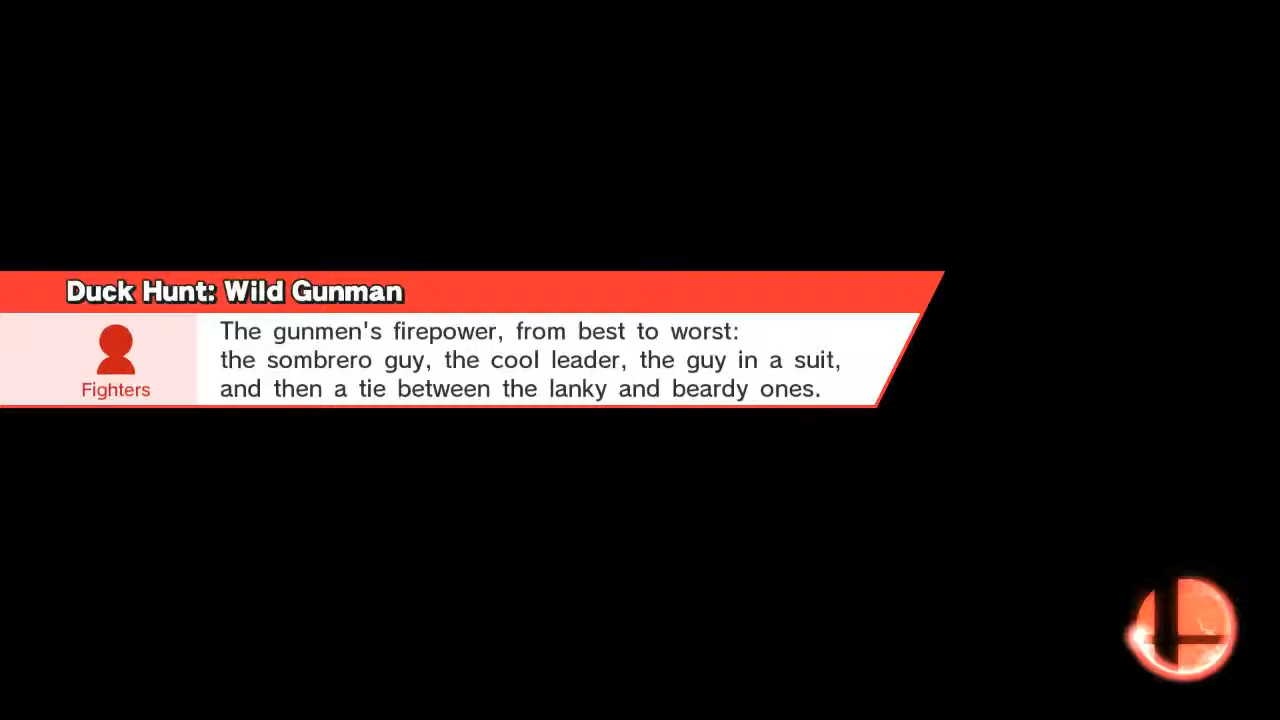 Duck Hunt: Wild Gunman
The gunmen's firepower, from best to worst:
the sombrero guy, the cool leader, the guy in a suit,
and then a tie between the lanky and beardy ones.
Fighters